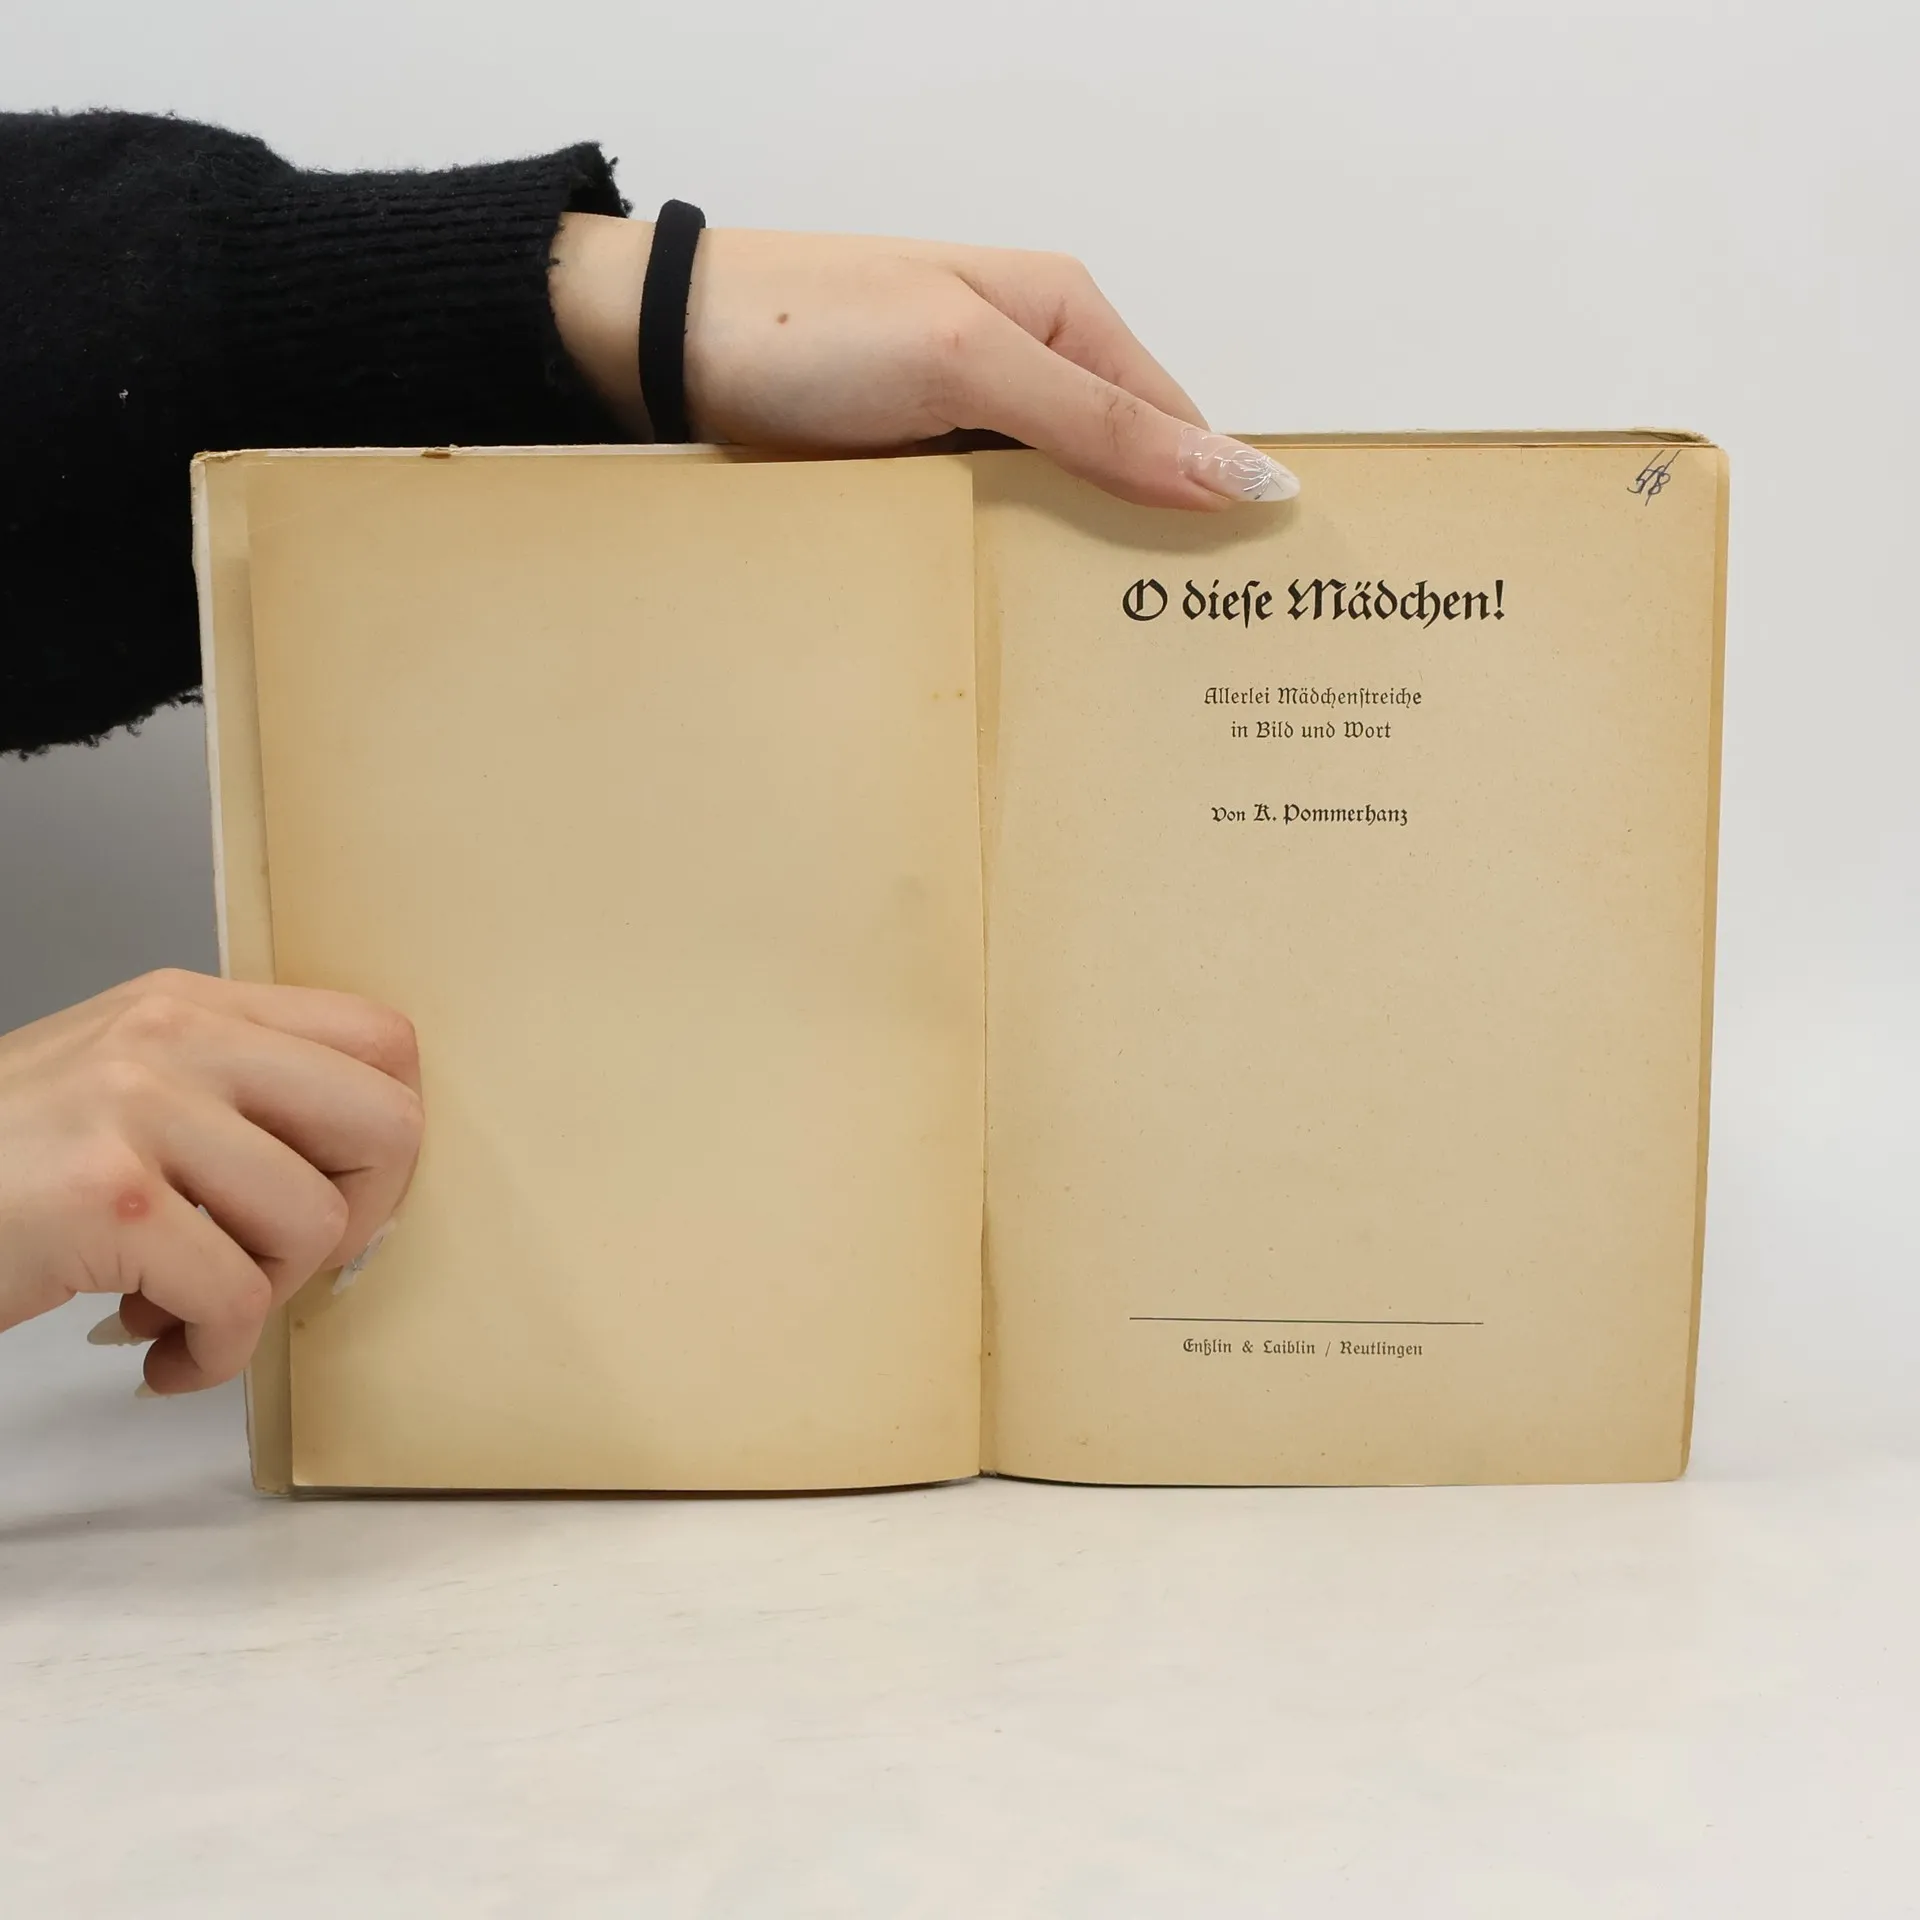 O dieſe Mädchen!
Allerlei Mädchenſtreiche
in Bild und Wort
Von K. Pommerhanz
Enßlin & Laiblin / Reutlingen